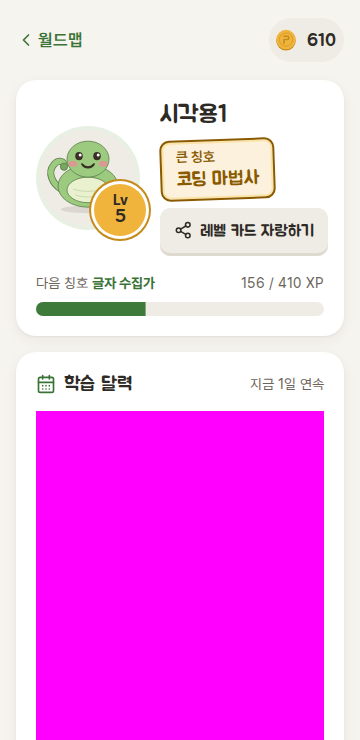 월드맵
610
시각용1
큰 칭호
코딩 마법사
Lv
5
레벨 카드 자랑하기
다음 칭호 글자 수집가
156 / 410 XP
학습 달력
지금 1일 연속